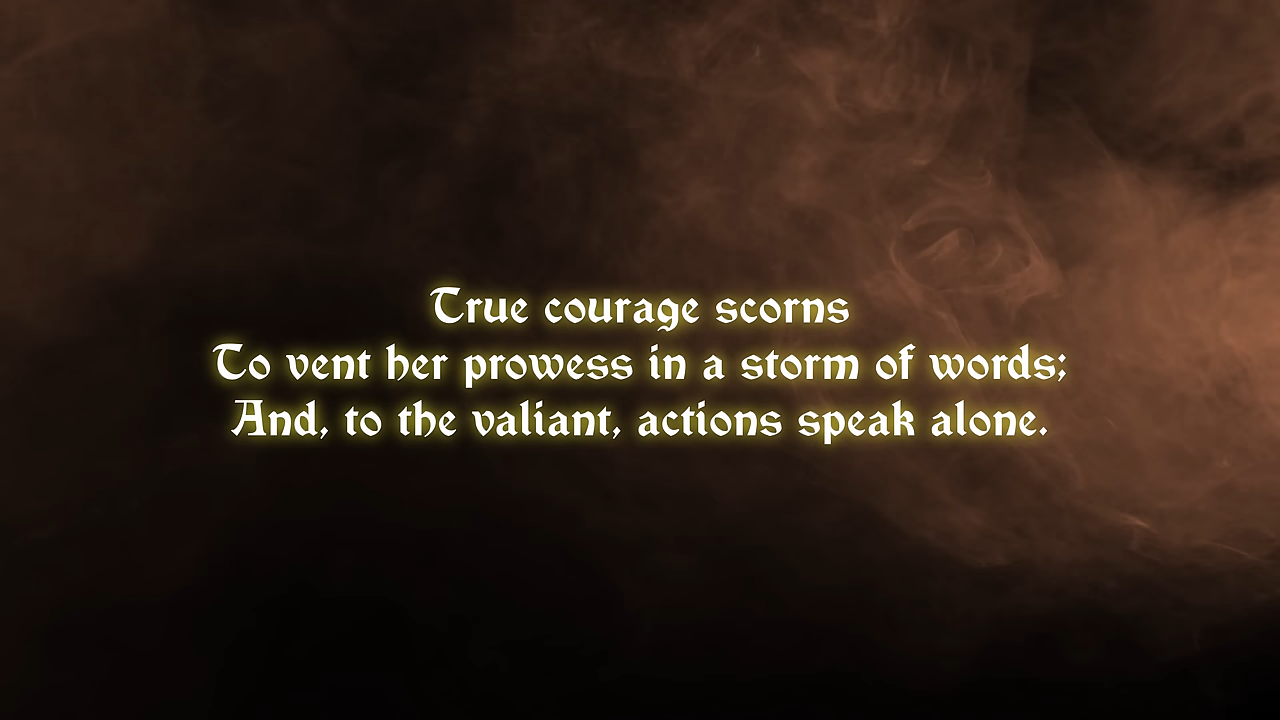 True courage scorns
To vent her prowess in a storm of words;
And, to the valiant, actions speak alone.